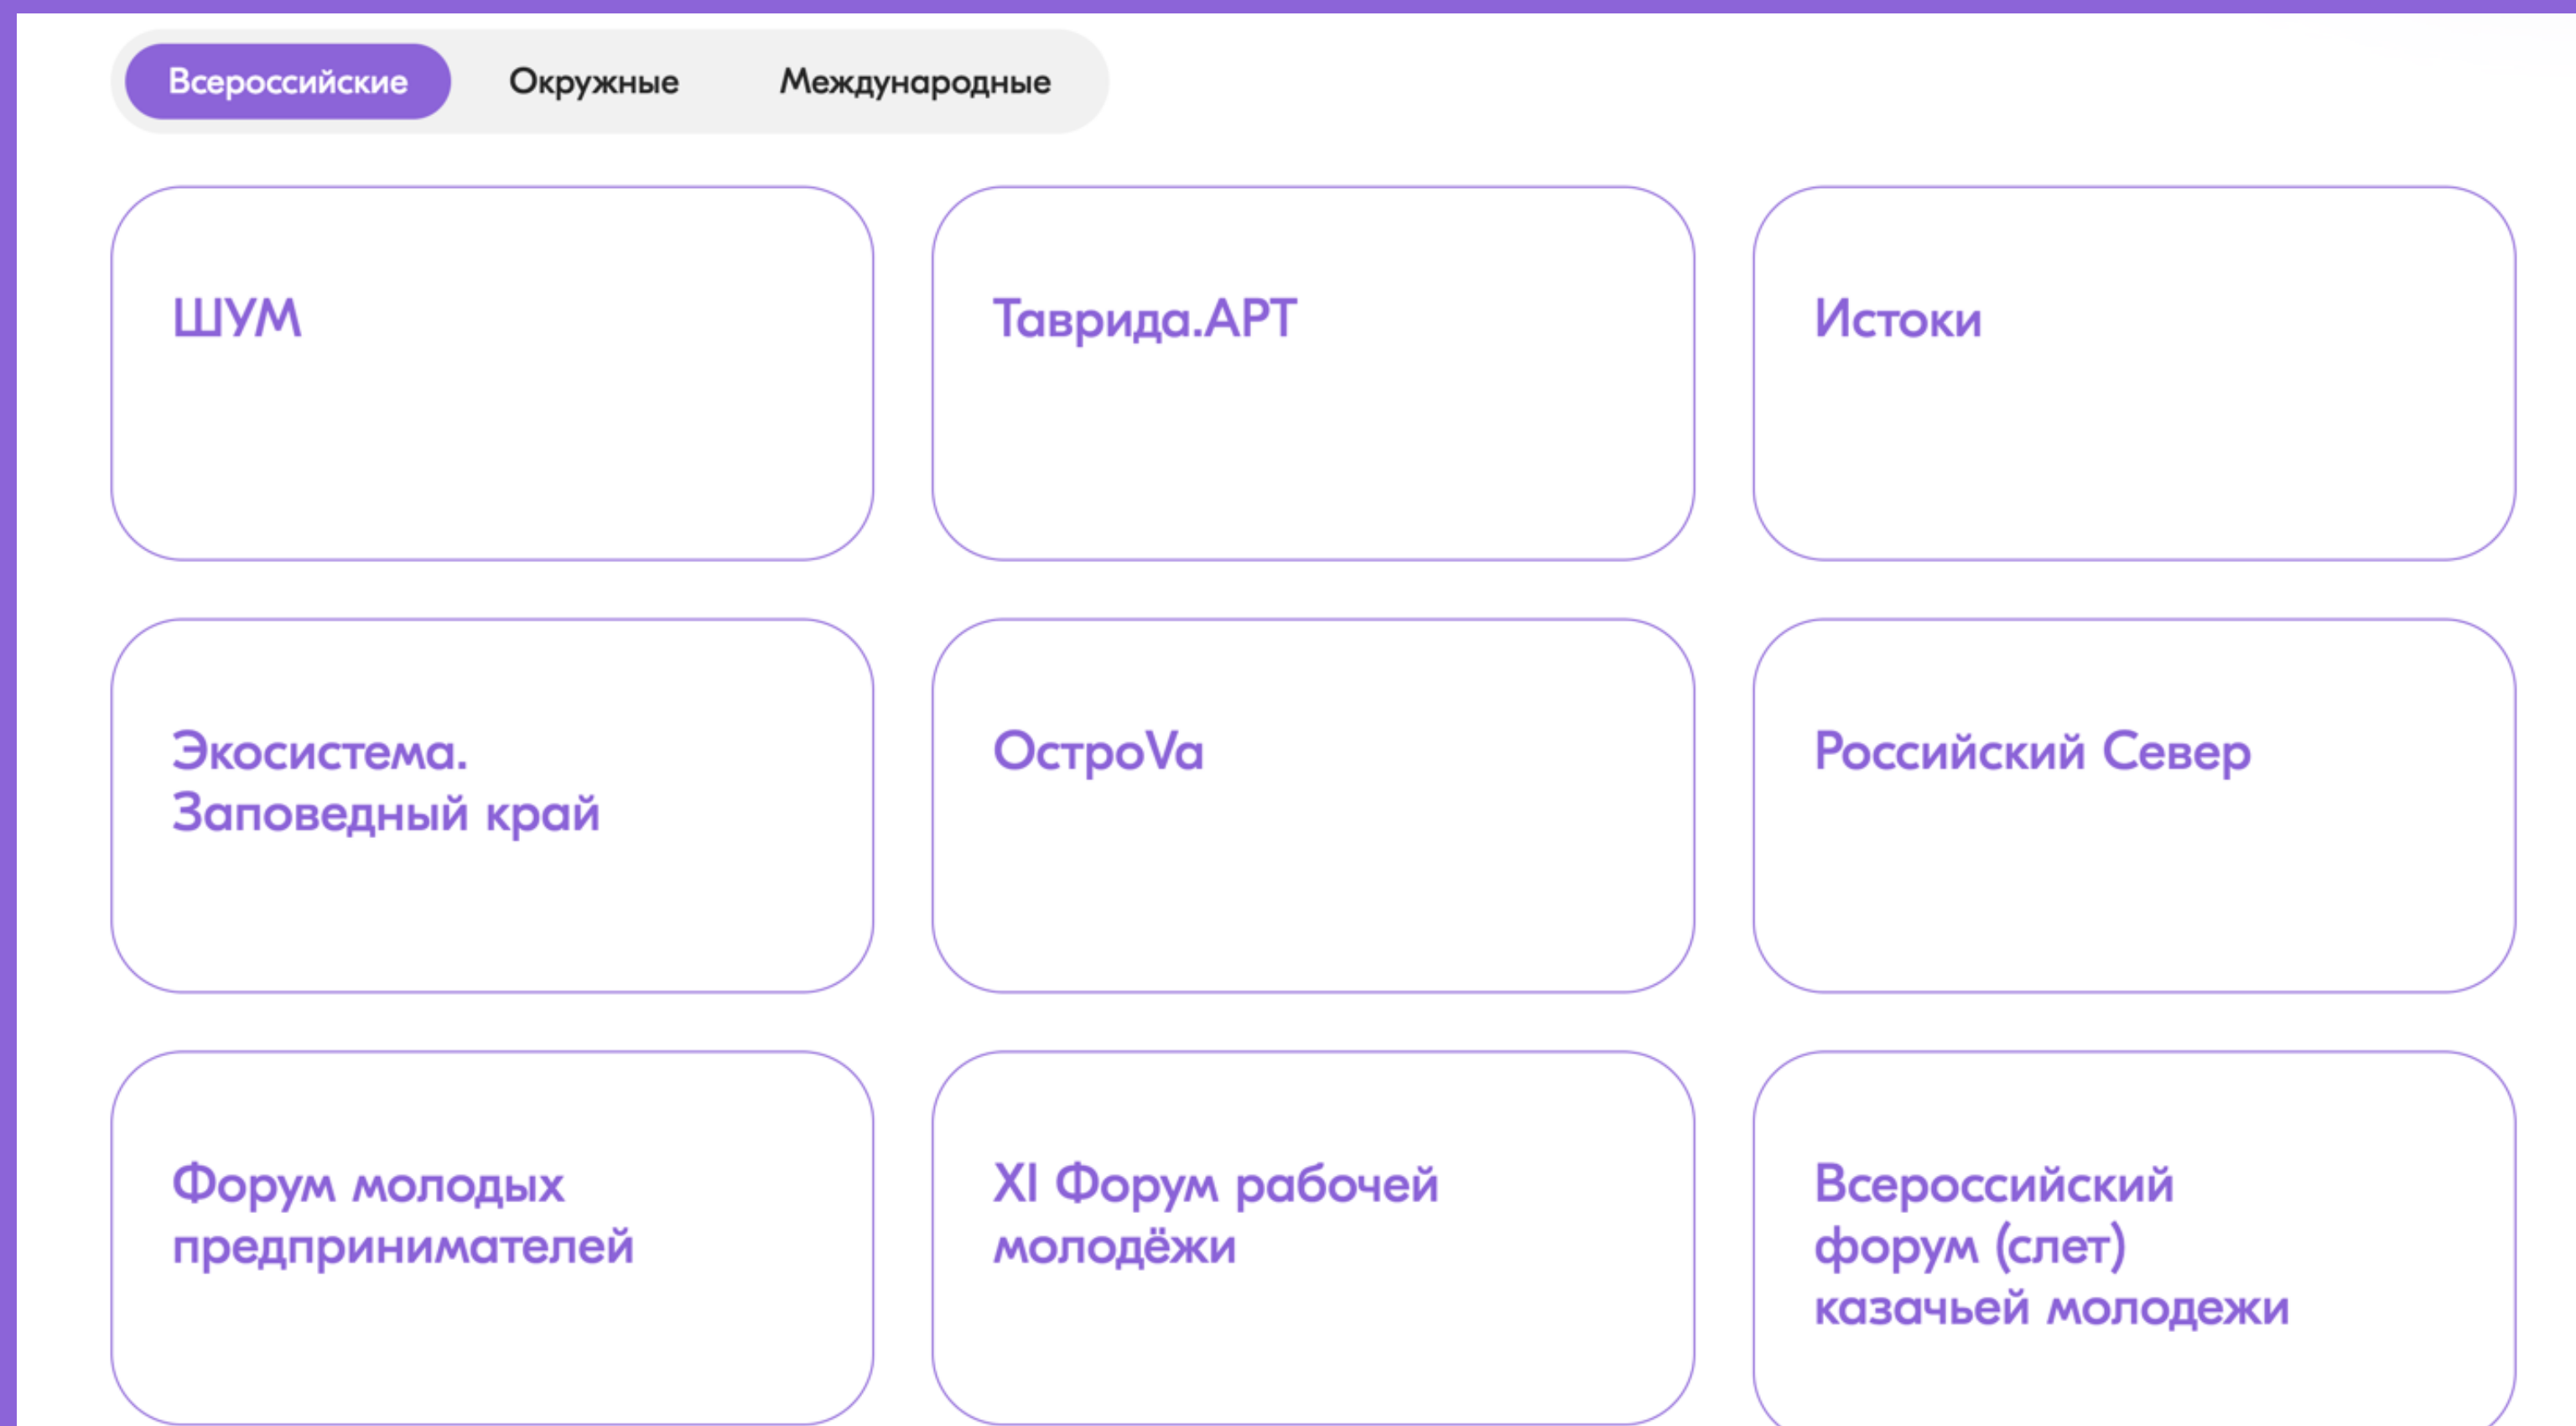 Всероссийские Окружные Международные
ШУМ
Таврида.АРТ
Истоки
Экосистема.
Заповедный край
ОстроVа
Российский Север
Форум молодых
предпринимателей
XI Форум рабочей
молодёжи
Всероссийский
форум (слет)
казачьей молодежи